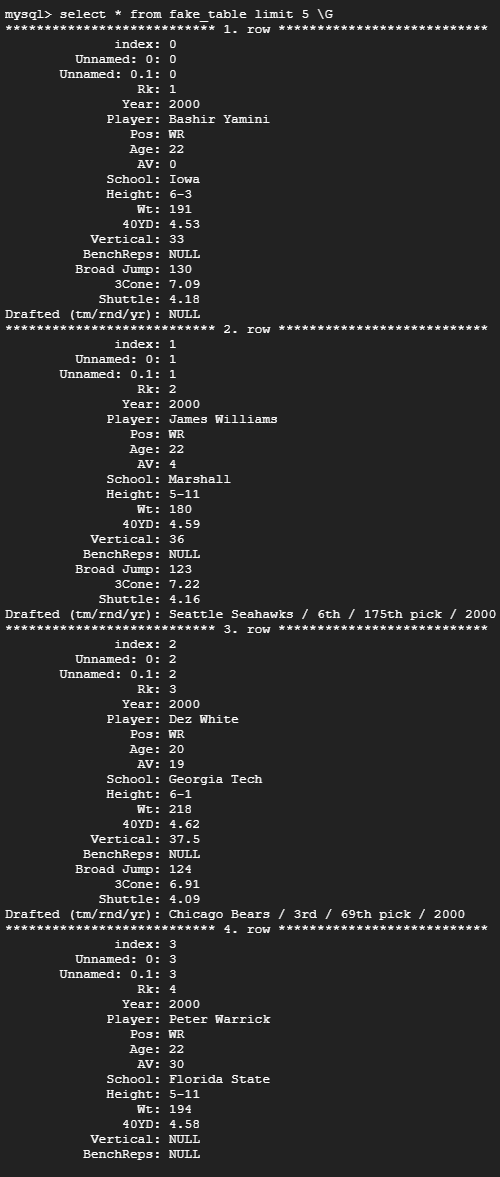 mysql> select * from fake_table limit 5 \G
*************************** 1. row ***************************
index: 0
Unnamed: 0: 0
Unnamed: 0.1: 0
Rk: 1
Year: 2000
Player: Bashir Yamini
Pos: WR
Age: 22
AV: 0
School: Iowa
Height: 6-3
Wt: 191
40YD: 4.53
Vertical: 33
BenchReps: NULL
Broad Jump: 130
3Cone: 7.09
Shuttle: 4.18
Drafted (tm/rnd/yr): NULL
*************************** 2. row ***************************
index: 1
Unnamed: 0: 1
Unnamed: 0.1: 1
Rk: 2
Year: 2000
Player: James Williams
Pos: WR
Age: 22
AV: 4
School: Marshall
Height: 5-11
Wt: 180
40YD: 4.59
Vertical: 36
BenchReps: NULL
Broad Jump: 123
3Cone: 7.22
Shuttle: 4.16
Drafted (tm/rnd/yr): Seattle Seahawks / 6th / 175th pick / 2000
*************************** 3. row ***************************
index: 2
Unnamed: 0: 2
Unnamed: 0.1: 2
Rk: 3
Year: 2000
Player: Dez White
Pos: WR
Age: 20
AV: 19
School: Georgia Tech
Height: 6-1
Wt: 218
40YD: 4.62
Vertical: 37.5
BenchReps: NULL
Broad Jump: 124
3Cone: 6.91
Shuttle: 4.09
Drafted (tm/rnd/yr): Chicago Bears / 3rd / 69th pick / 2000
*************************** 4. row ***************************
index: 3
Unnamed: 0: 3
Unnamed: 0.1: 3
Rk: 4
Year: 2000
Player: Peter Warrick
Pos: WR
Age: 22
AV: 30
School: Florida State
Height: 5-11
Wt: 194
40YD: 4.58
Vertical: NULL
BenchReps: NULL